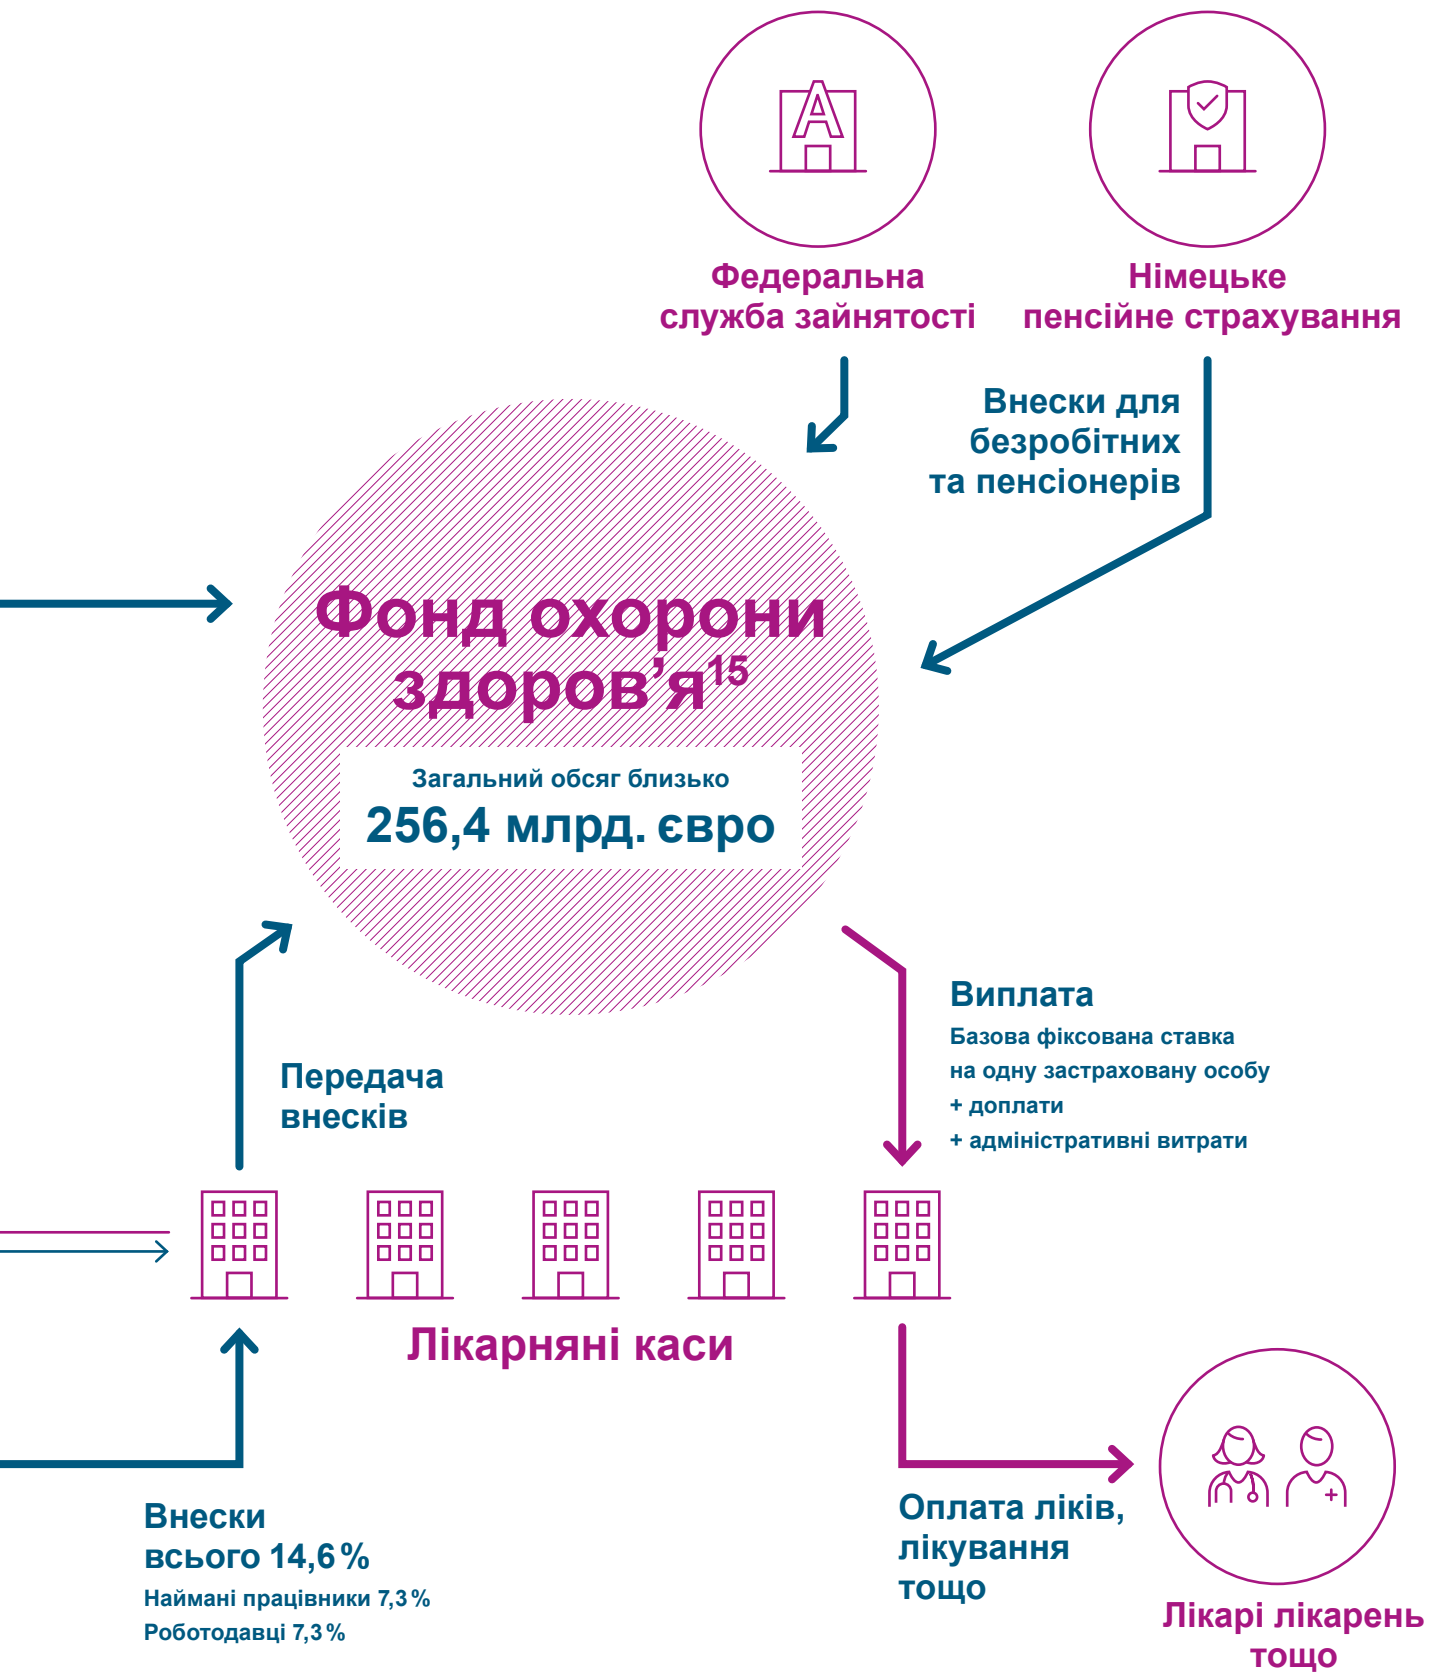 Федеральна
служба зайнятості
Німецьке
пенсійне страхування
Внески для
безробітних
та пенсіонерів
Фонд охорони
здоров’я15
Загальний обсяг близько
256,4 млрд. євро
Виплата
Базова фіксована ставка
на одну застраховану особу
+ доплати
+ адміністративні витрати
Передача
внесків
Лікарняні каси
Внески
всього 14,6 %
Наймані працівники 7,3 %
Роботодавці 7,3 %
Оплата ліків,
лікування
тощо
Лікарі лікарень
тощо